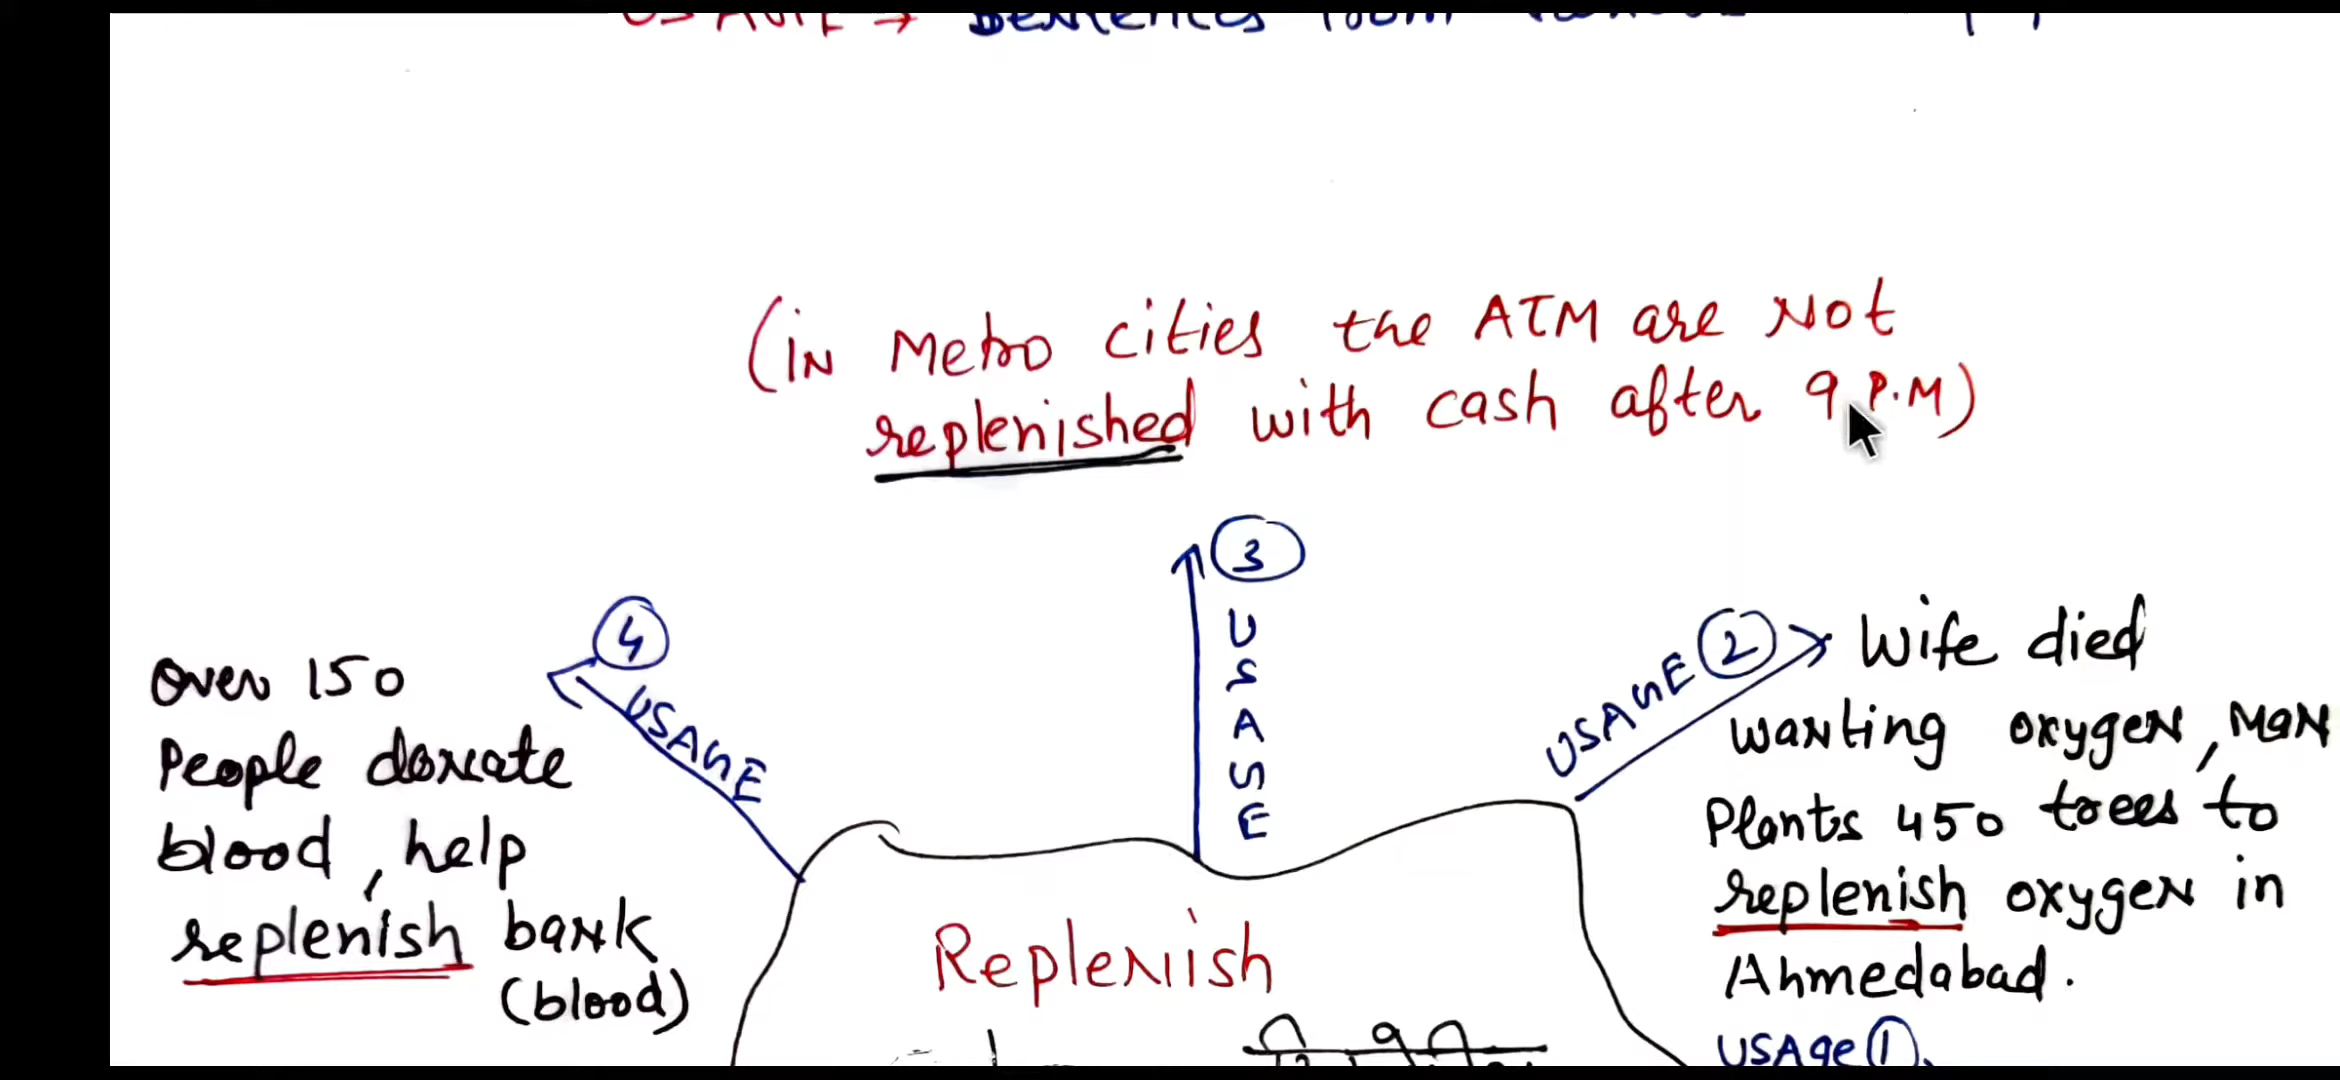 (IN Metro cities the ATM are Not
replenished with cash after 9 P.M)
3
USAGE
4
USAGE
Over 150
People donate
blood, help
replenish bank
(blood)
USAGE 2
Wife died
wanting oxygen, MaN
Plants 450 trees to
replenish oxygen in
Ahmedabad.
USAge 1
Replenish